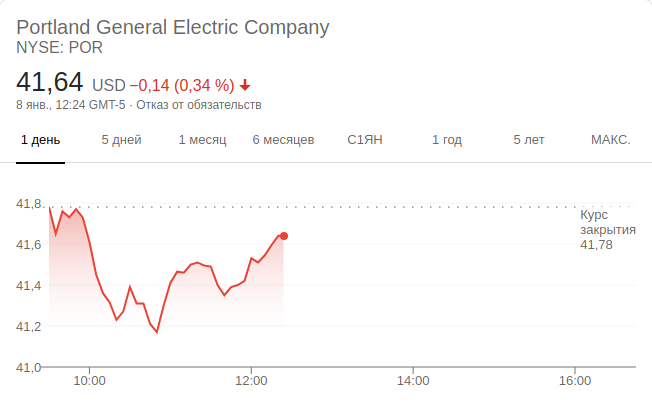 Portland General Electric Company
NYSE: POR
41,64 USD −0,14 (0,34 %)
8 янв., 12:24 GMT-5 · Отказ от обязательств
1 день 5 дней 1 месяц 6 месяцев С1ЯН 1 год 5 лет МАКС.
41,8
Курс
закрытия
41,78
41,6
41,4
41,2
41,0
10:00 12:00 14:00 16:00